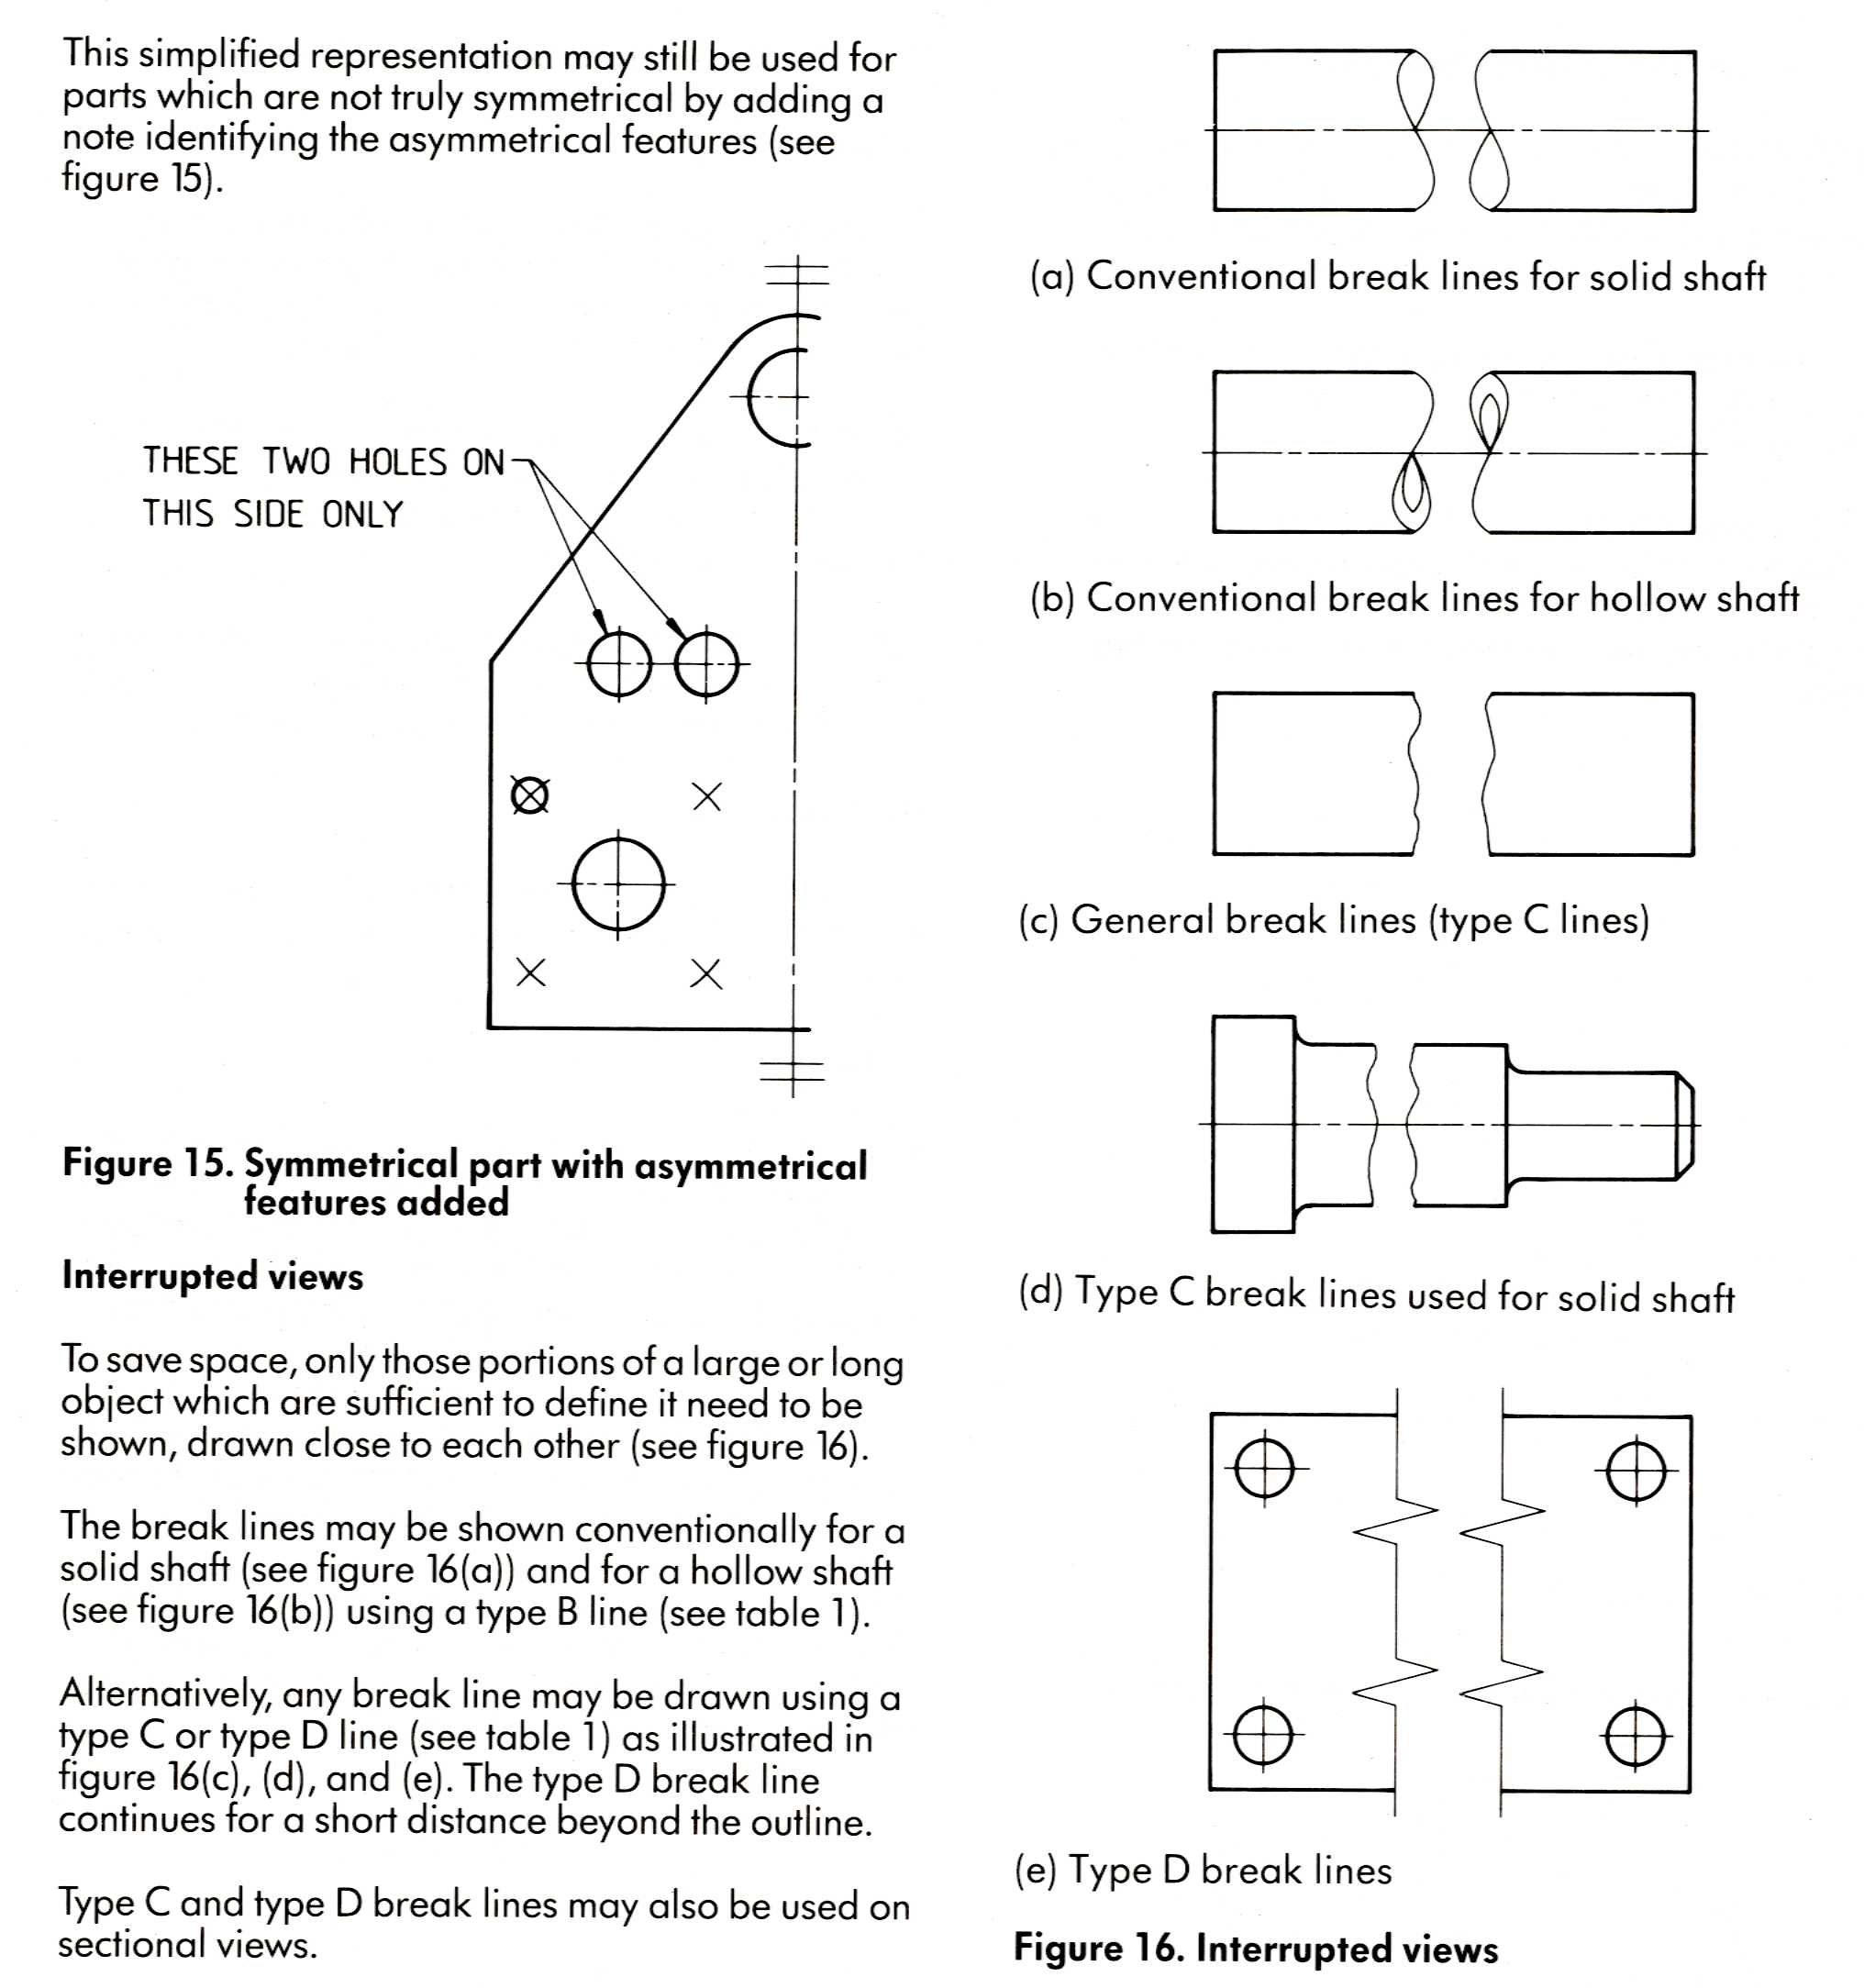 This simplified representation may still be used for
parts which are not truly symmetrical by adding a
note identifying the asymmetrical features (see
figure 15).
THESE TWO HOLES ON
THIS SIDE ONLY
Figure 15. Symmetrical part with asymmetrical
features added
Interrupted views
To save space, only those portions of a large or long
object which are sufficient to define it need to be
shown, drawn close to each other (see figure 16).
The break lines may be shown conventionally for a
solid shaft (see figure 16(a)) and for a hollow shaft
(see figure 16(b)) using a type B line (see table 1).
Alternatively, any break line may be drawn using a
type C or type D line (see table 1) as illustrated in
figure 16(c), (d), and (e). The type D break line
continues for a short distance beyond the outline.
Type C and type D break lines may also be used on
sectional views.
(a) Conventional break lines for solid shaft
(b) Conventional break lines for hollow shaft
(c) General break lines (type C lines)
(d) Type C break lines used for solid shaft
(e) Type D break lines
Figure 16. Interrupted views